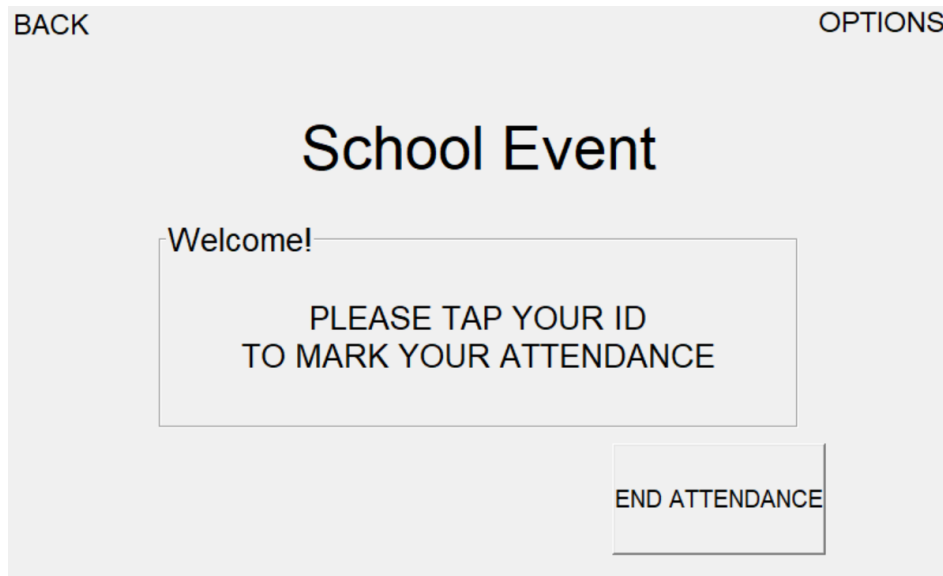 BACK
OPTIONS
School Event
Welcome!
PLEASE TAP YOUR ID
TO MARK YOUR ATTENDANCE
END ATTENDANCE